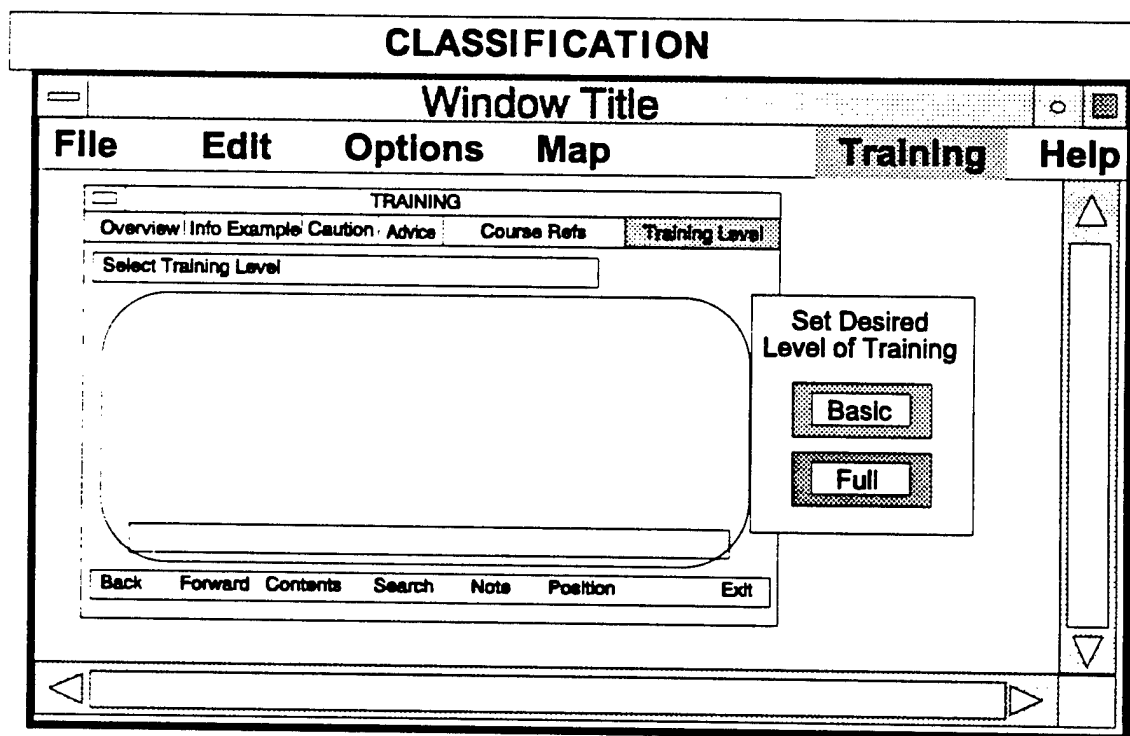 CLASSIFICATION
Window Title
File Edit Options Map Training Help
TRAINING
Overview Info Example Caution Advice Course Refs Training Level
Select Training Level
Set Desired
Level of Training
Basic
Full
Back Forward Contents Search Note Position Exit